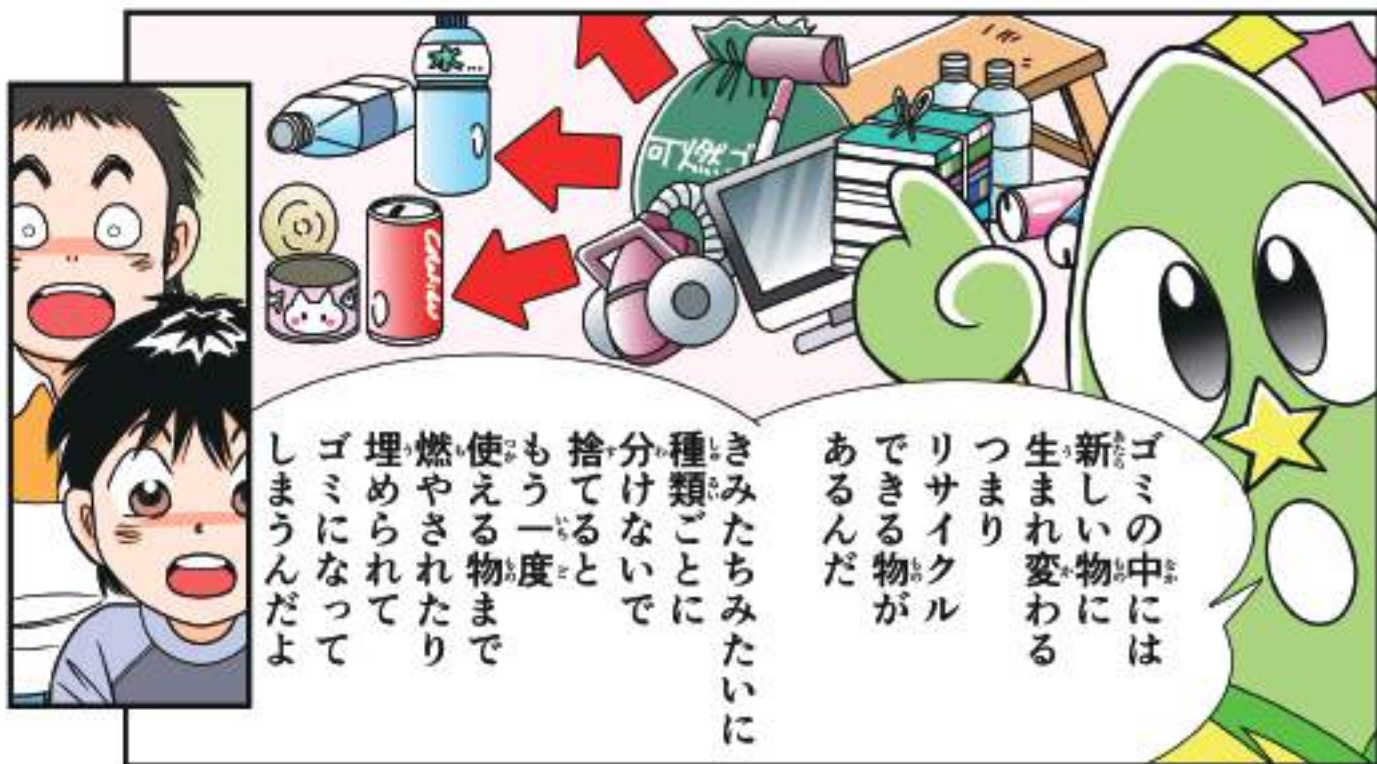 ゴミの中には
新しい物に
生まれ変わる
つまり
リサイクル
できる物が
あるんだ
きみたちみたいに
種類ごとに
分けないで
捨てると
もう一度
使える物まで
燃やされたり
埋められて
ゴミになって
しまうんだよ
可燃ゴ
水…